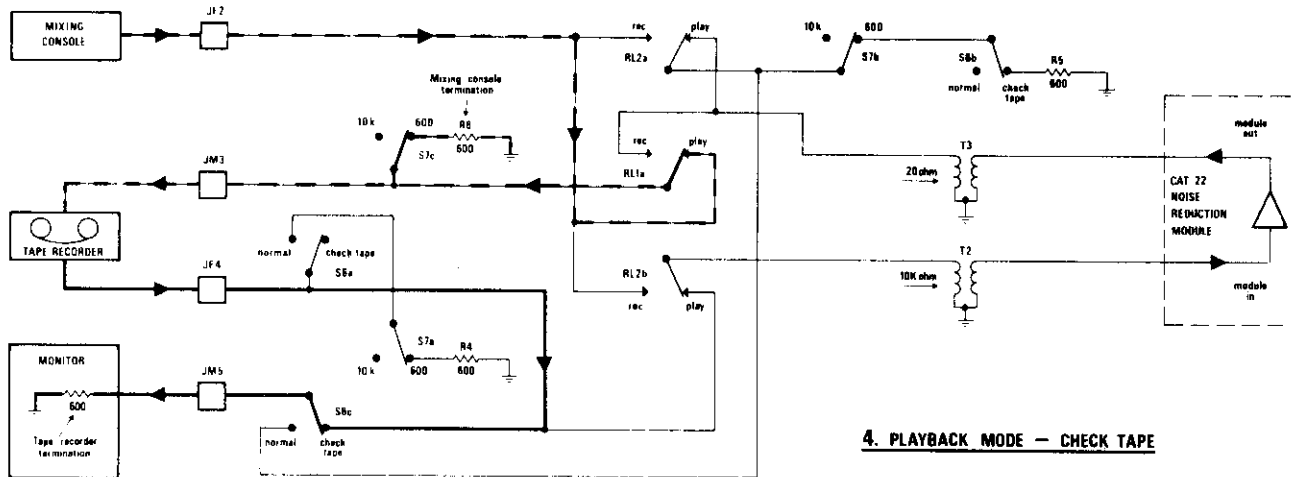 MIXING
CONSOLE
JF2
rec
play
RL2a
10k
600
S7b
S6b
normal
check
tape
R5
600
Mixing console
termination
10k
600
R6
600
S7c
rec
play
RL1a
JM3
TAPE RECORDER
normal
check tape
S6a
JF4
RL2b
rec
play
T3
20 ohm
T2
10K ohm
module
out
CAT 22
NOISE
REDUCTION
MODULE
module
in
S7a
10k
600
R4
600
MONITOR
600
Tape recorder
termination
JM5
S6c
normal
check
tape
4. PLAYBACK MODE — CHECK TAPE